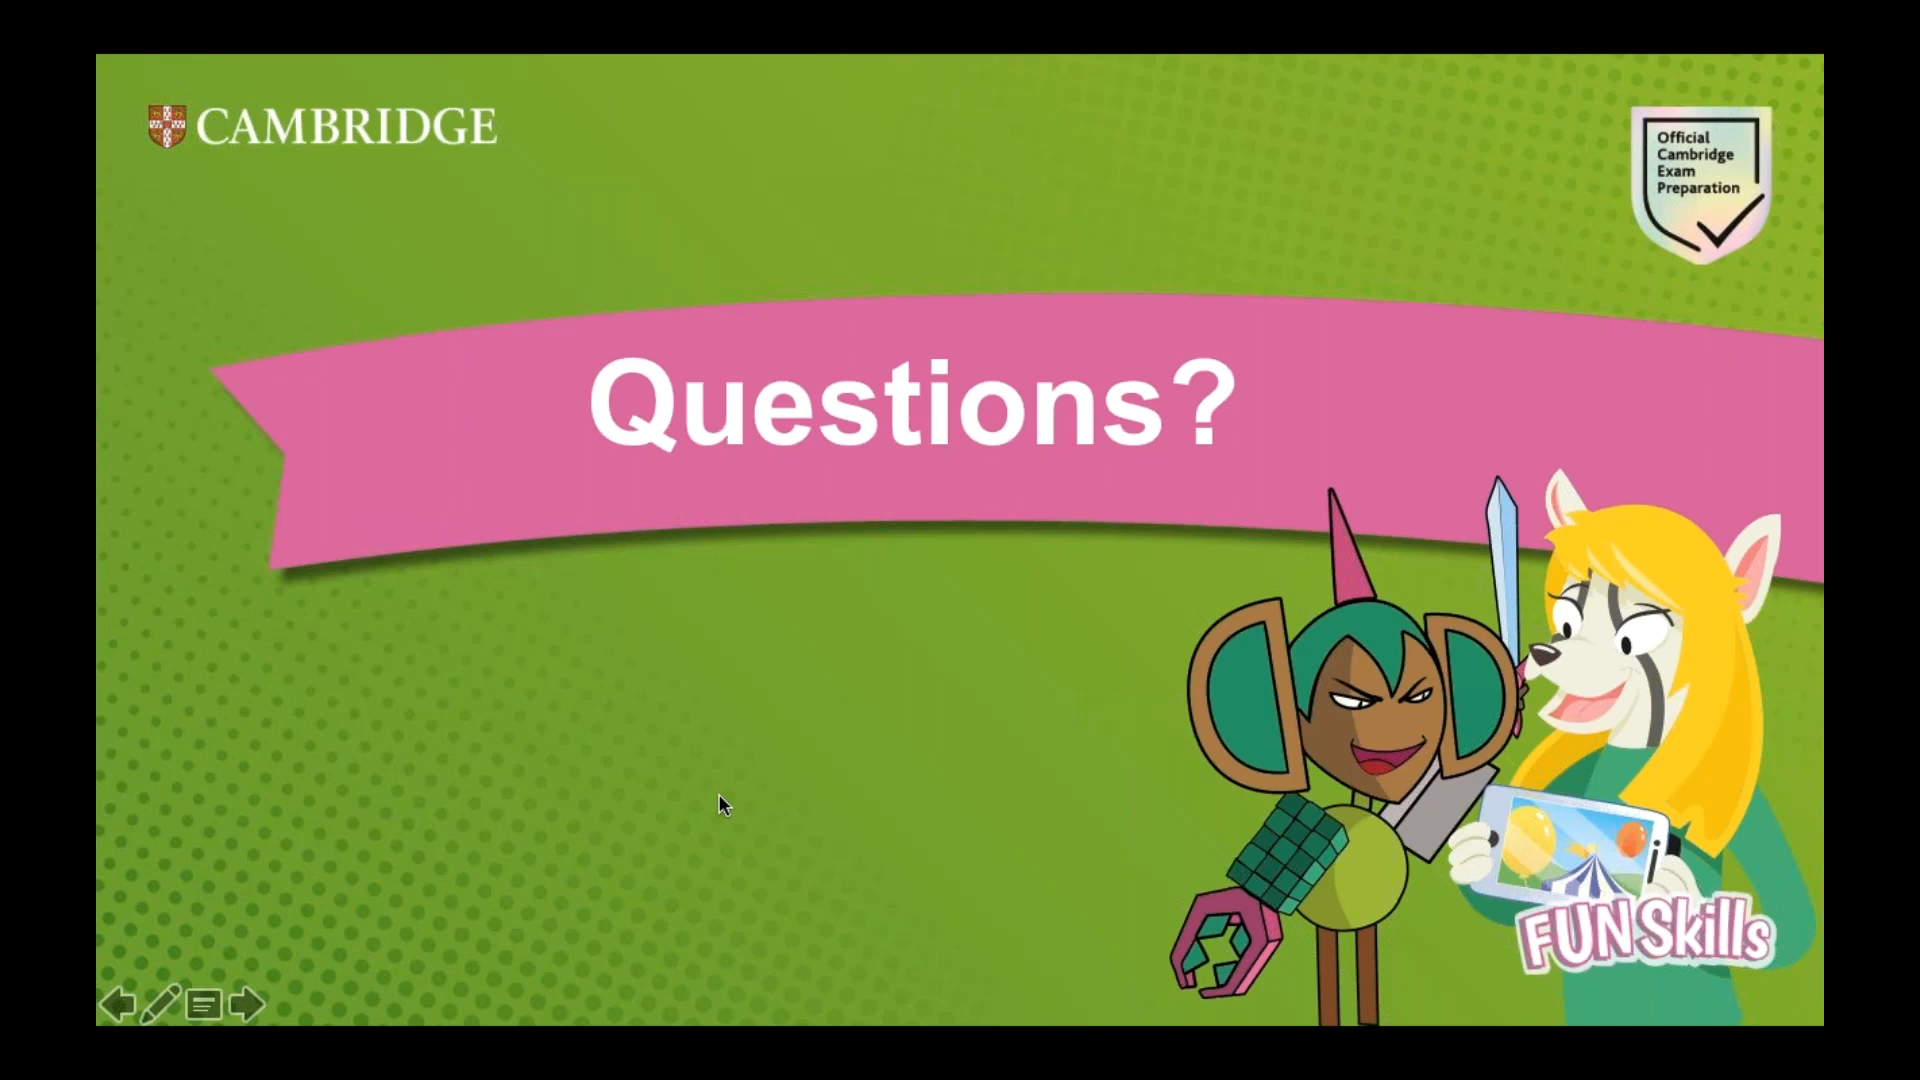 CAMBRIDGE
Official
Cambridge
Exam
Preparation
Questions?
FUN Skills